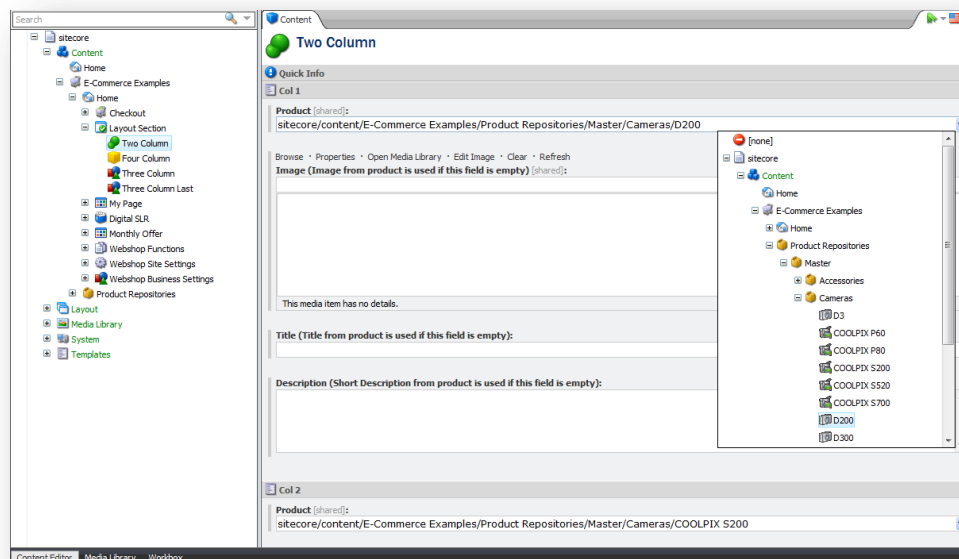 Search
sitecore
Content
Home
E-Commerce Examples
Home
Checkout
Layout Section
Two Column
Four Column
Three Column
Three Column Last
My Page
Digital SLR
Monthly Offer
Webshop Functions
Webshop Site Settings
Webshop Business Settings
Product Repositories
Layout
Media Library
System
Templates
Content
Two Column
Quick Info
Col 1
Product [shared]:
sitecore/content/E-Commerce Examples/Product Repositories/Master/Cameras/D200
Browse · Properties · Open Media Library · Edit Image · Clear · Refresh
Image (Image from product is used if this field is empty) [shared]:
This media item has no details.
Title (Title from product is used if this field is empty):
Description (Short Description from product is used if this field is empty):
Col 2
Product [shared]:
sitecore/content/E-Commerce Examples/Product Repositories/Master/Cameras/COOLPIX S200
[none]
sitecore
Content
Home
E-Commerce Examples
Home
Product Repositories
Master
Accessories
Cameras
D3
COOLPIX P60
COOLPIX P80
COOLPIX S200
COOLPIX S520
COOLPIX S700
D200
D300
Content Editor Media Library Workbox